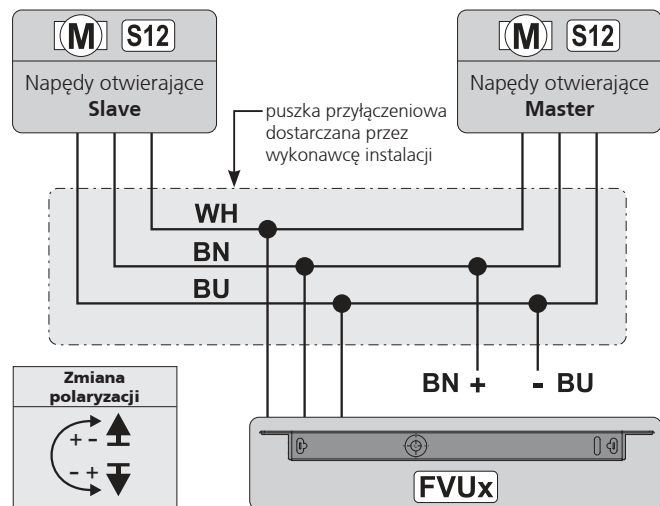 M S12
Napędy otwierające
Slave
M S12
Napędy otwierające
Master
puszka przyłączeniowa
dostarczana przez
wykonawcę instalacji
WH
BN
BU
BN +
- BU
Zmiana
polaryzacji
+ -
- +
FVUx